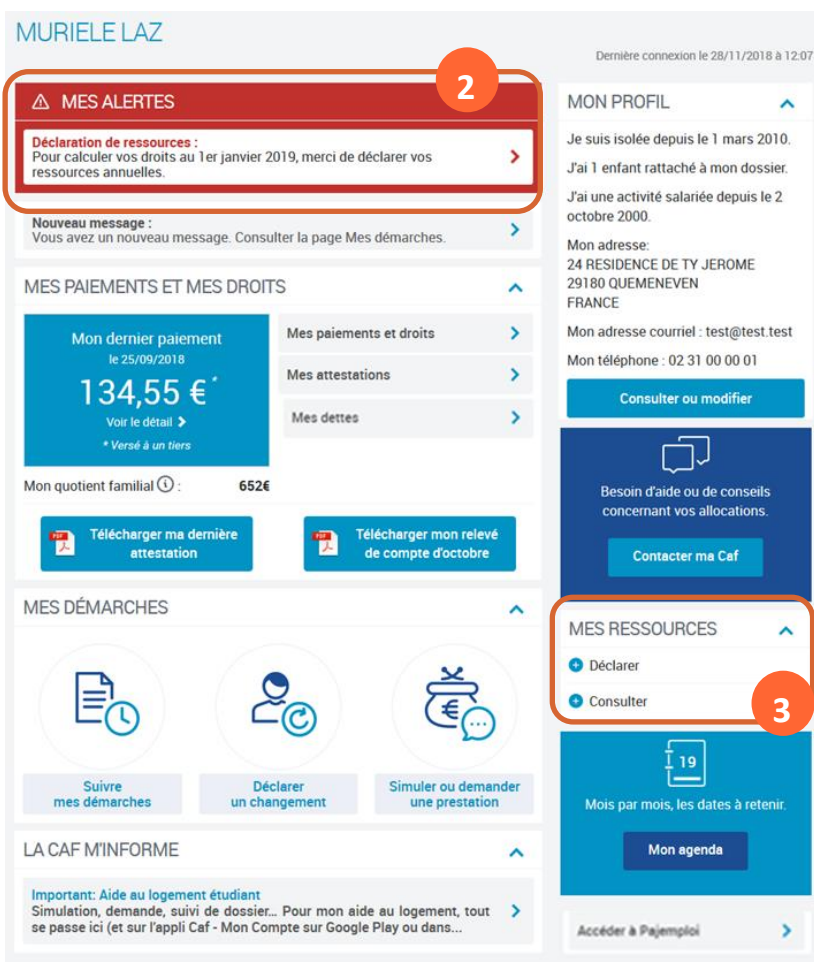 MURIELE LAZ
Dernière connexion le 28/11/2018 à 12:07
2
MES ALERTES
Déclaration de ressources :
Pour calculer vos droits au 1er janvier 2019, merci de déclarer vos
ressources annuelles.
Nouveau message :
Vous avez un nouveau message. Consulter la page Mes démarches.
MES PAIEMENTS ET MES DROITS
Mon dernier paiement
le 25/09/2018
134,55 € *
Voir le détail
* Versé à un tiers
Mes paiements et droits
Mes attestations
Mes dettes
Mon quotient familial i :
652€
PDF
Télécharger ma dernière
attestation
PDF
Télécharger mon relevé
de compte d'octobre
MES DÉMARCHES
Suivre
mes démarches
Déclarer
un changement
€
Simuler ou demander
une prestation
LA CAF M'INFORME
Important: Aide au logement étudiant
Simulation, demande, suivi de dossier... Pour mon aide au logement, tout
se passe ici (et sur l'appli Caf - Mon Compte sur Google Play ou dans...
MON PROFIL
Je suis isolée depuis le 1 mars 2010.
J'ai 1 enfant rattaché à mon dossier.
J'ai une activité salariée depuis le 2
octobre 2000.
Mon adresse:
24 RESIDENCE DE TY JEROME
29180 QUEMENEVEN
FRANCE
Mon adresse courriel : test@test.test
Mon téléphone : 02 31 00 00 01
Consulter ou modifier
Besoin d'aide ou de conseils
concernant vos allocations.
Contacter ma Caf
MES RESSOURCES
Déclarer
Consulter
3
19
Mois par mois, les dates à retenir.
Mon agenda
Accéder à Pajemploi